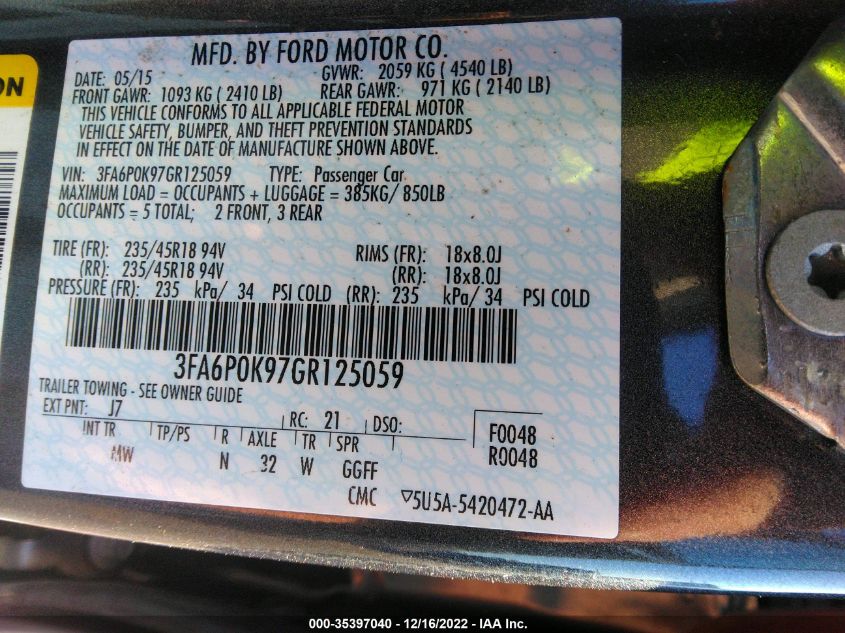 ON
MFD. BY FORD MOTOR CO.
DATE: 05/15 GVWR: 2059 KG ( 4540 LB)
FRONT GAWR: 1093 KG ( 2410 LB) REAR GAWR: 971 KG ( 2140 LB)
THIS VEHICLE CONFORMS TO ALL APPLICABLE FEDERAL MOTOR
VEHICLE SAFETY, BUMPER, AND THEFT PREVENTION STANDARDS
IN EFFECT ON THE DATE OF MANUFACTURE SHOWN ABOVE.
VIN: 3FA6P0K97GR125059 TYPE: Passenger Car
MAXIMUM LOAD = OCCUPANTS + LUGGAGE = 385KG/ 850LB
OCCUPANTS = 5 TOTAL; 2 FRONT, 3 REAR
TIRE (FR): 235/45R18 94V RIMS (FR): 18x8.0J
(RR): 235/45R18 94V (RR): 18x8.0J
PRESSURE (FR): 235 kPa/ 34 PSI COLD (RR): 235 kPa/ 34 PSI COLD
3FA6P0K97GR125059
TRAILER TOWING - SEE OWNER GUIDE
EXT PNT: J7 RC: 21 DSO: F0048
INT TR TP/PS R AXLE TR SPR R0048
MW N 32 W GGFF
CMC ▽5U5A-5420472-AA
000-35397040 - 12/16/2022 - IAA Inc.